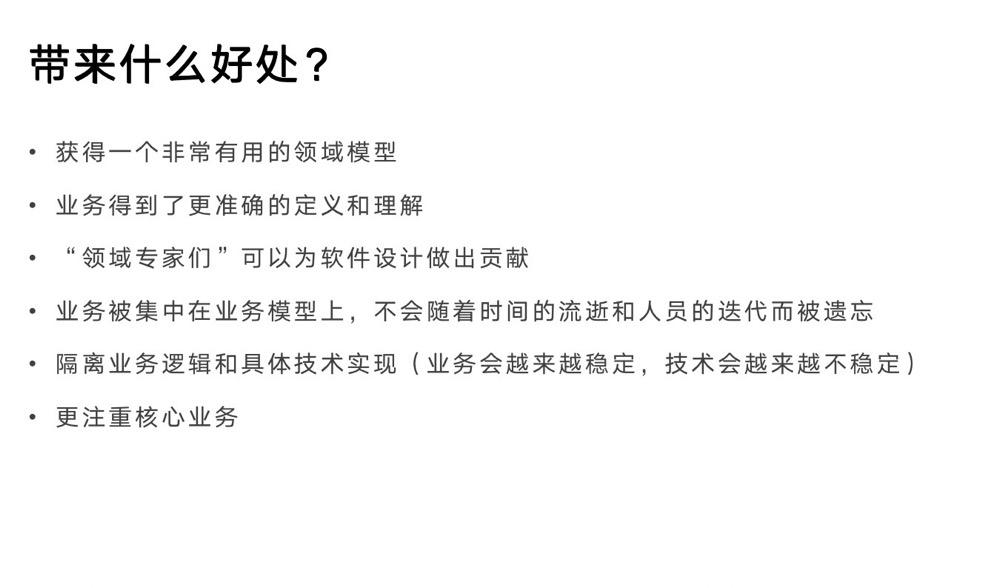 带来什么好处？
• 获得一个非常有用的领域模型
• 业务得到了更准确的定义和理解
• “领域专家们”可以为软件设计做出贡献
• 业务被集中在业务模型上，不会随着时间的流逝和人员的迭代而被遗忘
• 隔离业务逻辑和具体技术实现（业务会越来越稳定，技术会越来越不稳定）
• 更注重核心业务